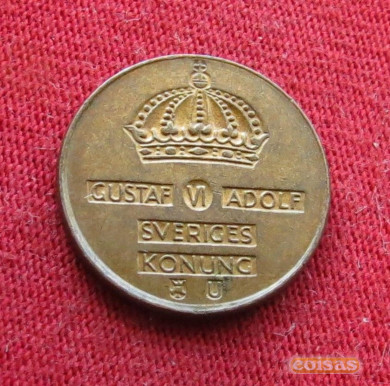 GUSTAF VI ADOLF
SVERIGES
KONUNG
U
coisas